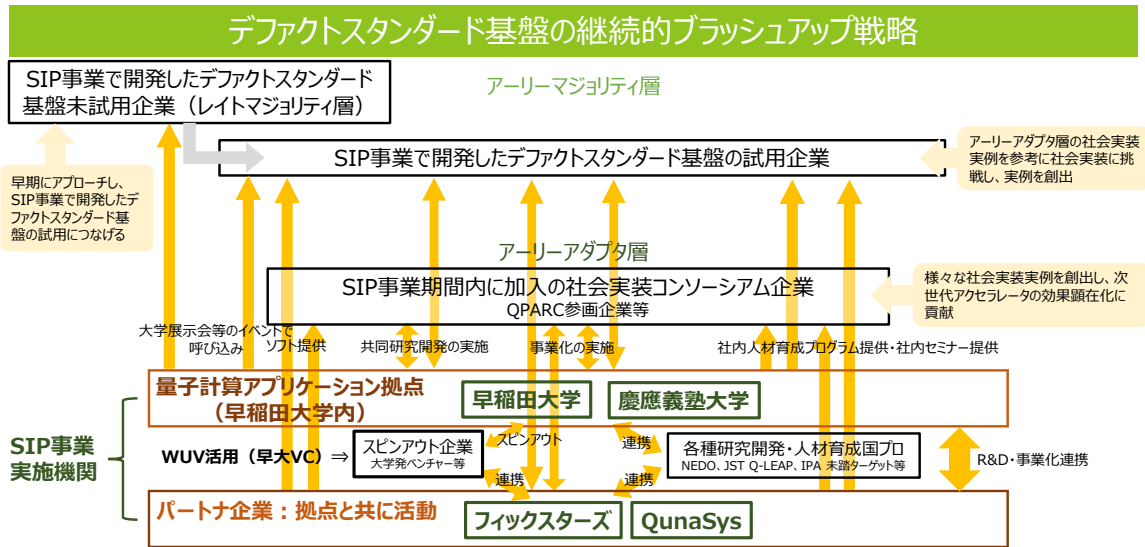 デファクトスタンダード基盤の継続的ブラッシュアップ戦略
SIP事業で開発したデファクトスタンダード
基盤未試用企業（レイトマジョリティ層）
アーリーマジョリティ層
SIP事業で開発したデファクトスタンダード基盤の試用企業
アーリーアダプタ層の社会実装
実例を参考に社会実装に挑
戦し、実例を創出
早期にアプローチし、
SIP事業で開発したデ
ファクトスタンダード基
盤の試用につなげる
アーリーアダプタ層
SIP事業期間内に加入の社会実装コンソーシアム企業
QPARC参画企業等
様々な社会実装実例を創出し、次
世代アクセラレータの効果顕在化に
貢献
大学展示会等のイベントで
呼び込み
ソフト提供
共同研究開発の実施
事業化の実施
社内人材育成プログラム提供・社内セミナー提供
量子計算アプリケーション拠点
（早稲田大学内）
早稲田大学
慶應義塾大学
SIP事業
実施機関
WUV活用（早大VC）⇒
スピンアウト企業
大学発ベンチャー等
スピンアウト
連携
連携
連携
各種研究開発・人材育成国プロ
NEDO、JST Q-LEAP、IPA 未踏ターゲット等
R&D・事業化連携
パートナ企業：拠点と共に活動
フィックスターズ
QunaSys